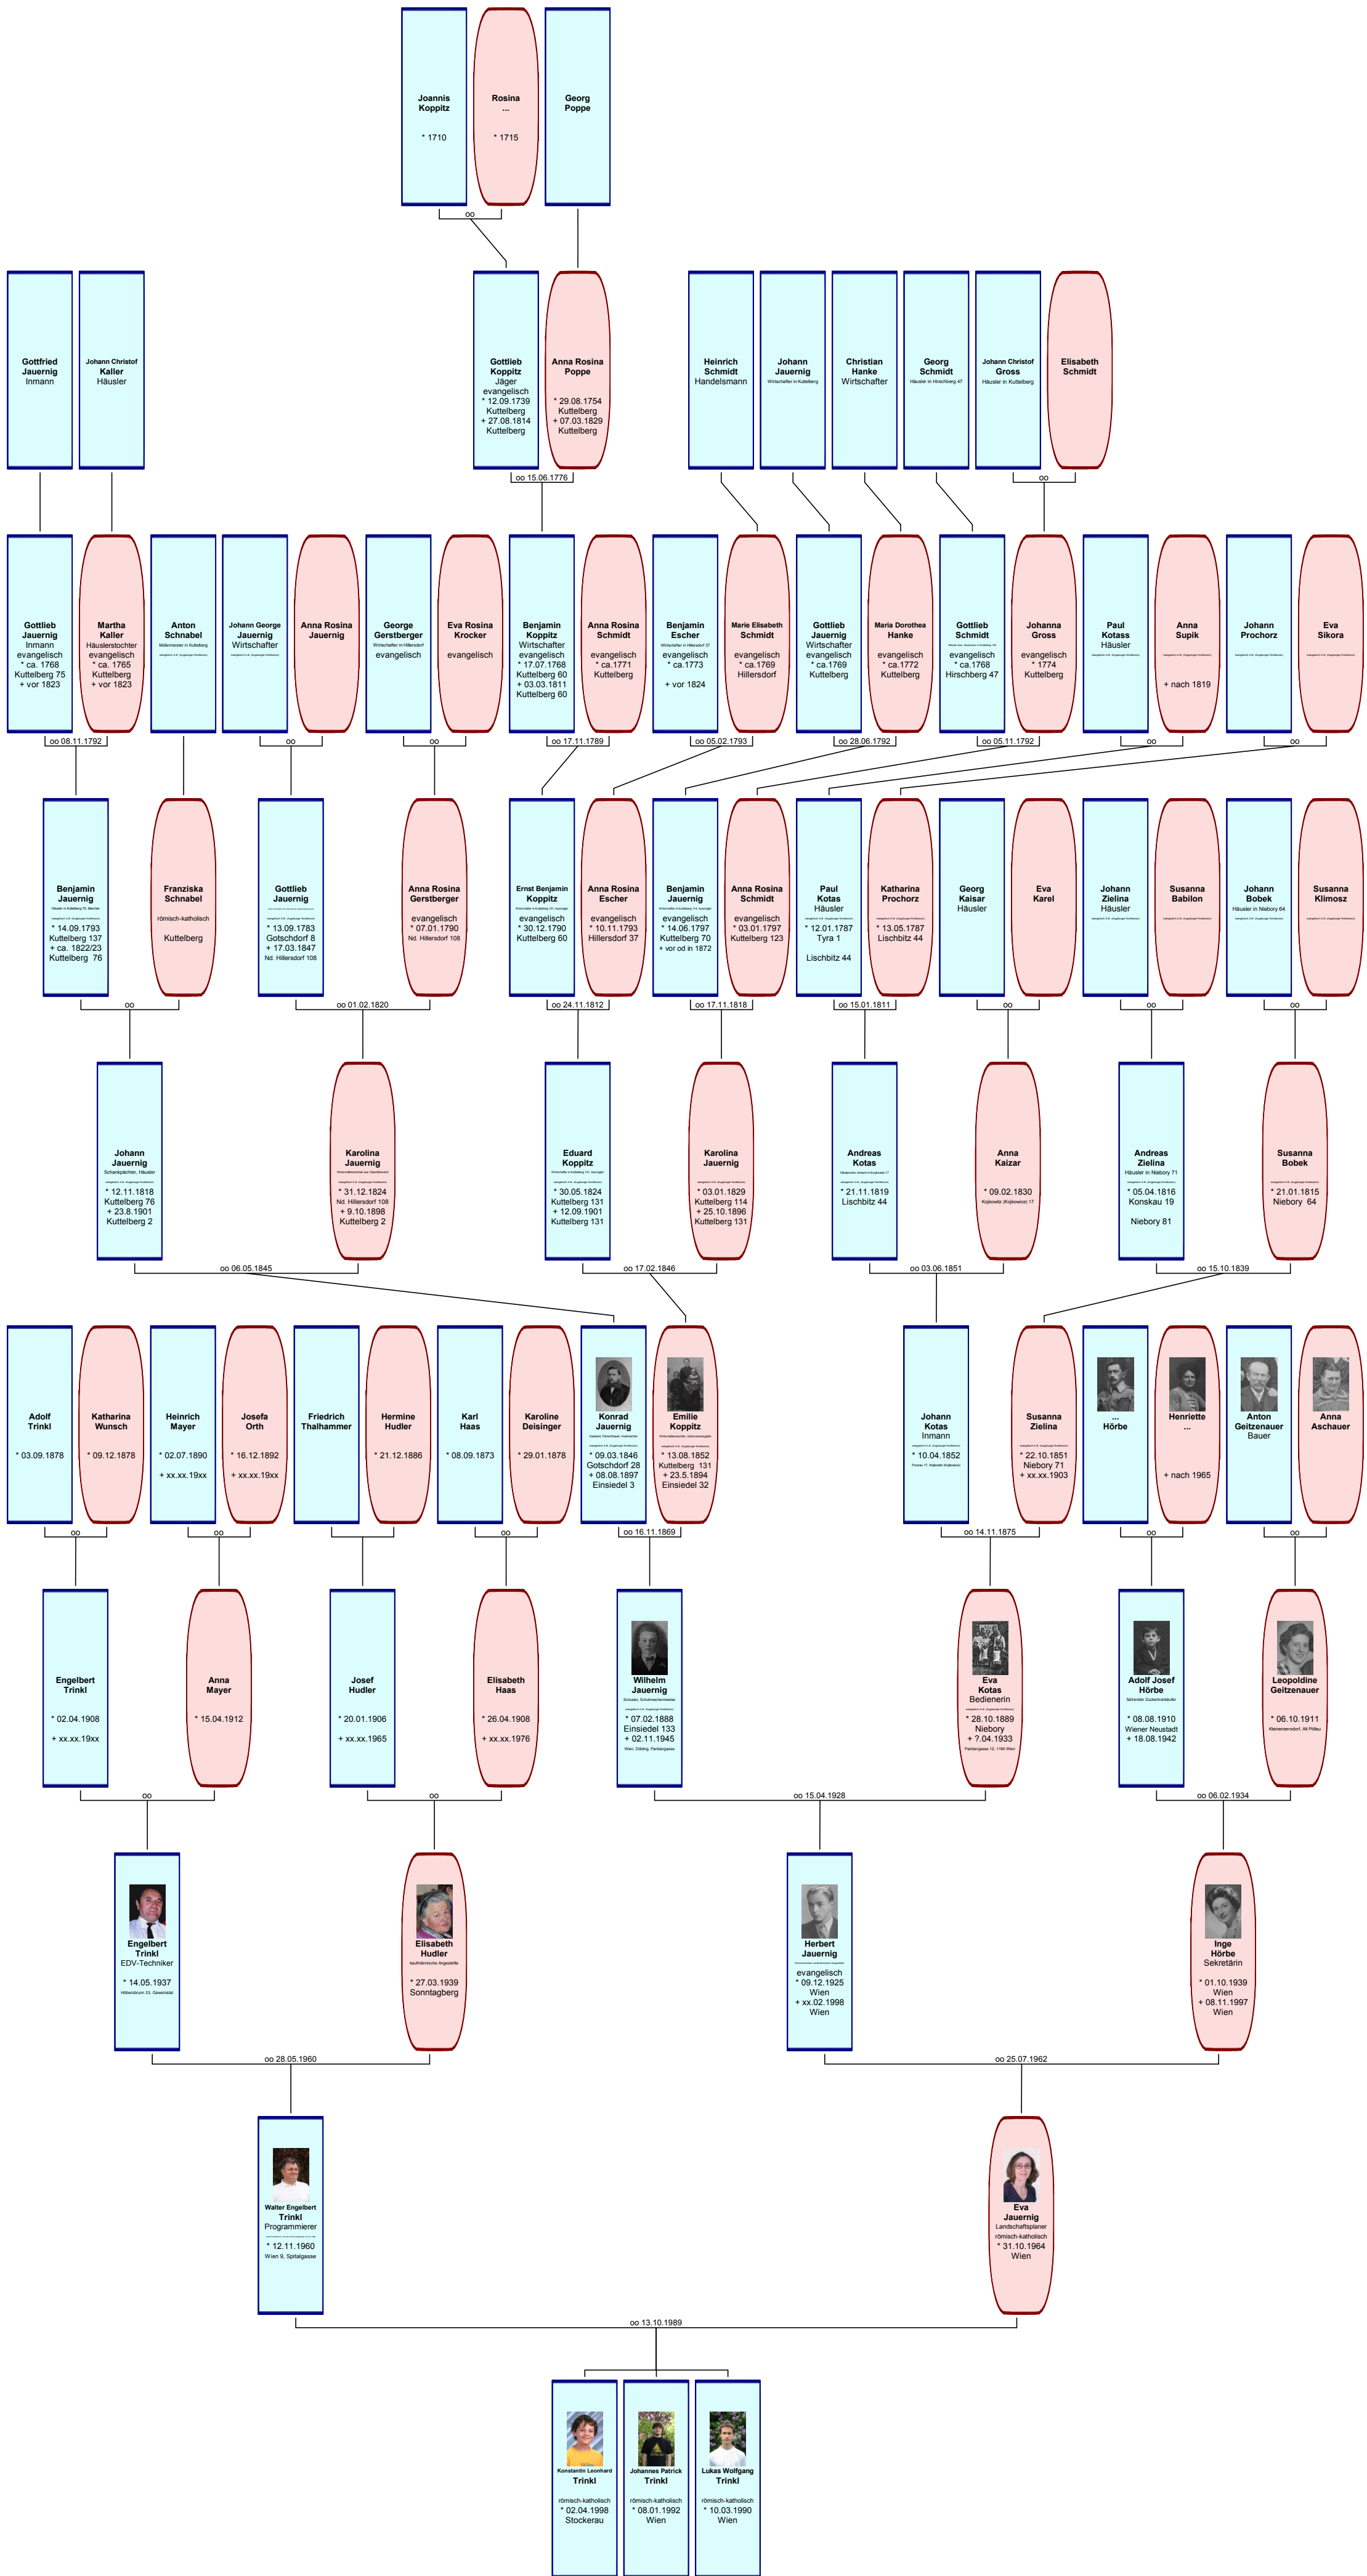 Joannis
Koppitz
* 1710
Rosina
...
* 1715
Georg
Poppe
oo
Gottfried
Jauernig
Inmann
Johann Christof
Kaller
Häusler
Gottlieb
Koppitz
Jäger
evangelisch
* 12.09.1739
Kuttelberg
+ 27.08.1814
Kuttelberg
Anna Rosina
Poppe
* 29.08.1754
Kuttelberg
+ 07.03.1829
Kuttelberg
Heinrich
Schmidt
Handelsmann
Johann
Jauernig
Wirtschafter in Kuttelberg
Christian
Hanke
Wirtschafter
Georg
Schmidt
Häusler in Hirschberg 47
Johann Christof
Gross
Häusler in Kuttelberg
Elisabeth
Schmidt
oo 15.06.1776
oo
Gottlieb
Jauernig
Inmann
evangelisch
* ca. 1768
Kuttelberg 75
+ vor 1823
Martha
Kaller
Häuslerstochter
evangelisch
* ca. 1765
Kuttelberg
+ vor 1823
Anton
Schnabel
Müllermeister in Kuttelberg
Johann George
Jauernig
Wirtschafter
Anna Rosina
Jauernig
George
Gerstberger
Wirtschafter in Hillersdorf
evangelisch
Eva Rosina
Krocker
evangelisch
Benjamin
Koppitz
Wirtschafter
evangelisch
* 17.07.1768
Kuttelberg 60
+ 03.03.1811
Kuttelberg 60
Anna Rosina
Schmidt
evangelisch
* ca.1771
Kuttelberg
Benjamin
Escher
Wirtschafter in Hillersdorf 37
evangelisch
* ca.1773
+ vor 1824
Marie Elisabeth
Schmidt
evangelisch
* ca.1769
Hillersdorf
Gottlieb
Jauernig
Wirtschafter
evangelisch
* ca.1769
Kuttelberg
Maria Dorothea
Hanke
evangelisch
* ca.1772
Kuttelberg
Gottlieb
Schmidt
evangelisch
* ca.1768
Hirschberg 47
Johanna
Gross
evangelisch
* 1774
Kuttelberg
Paul
Kotass
Häusler
Anna
Supik
+ nach 1819
Johann
Prochorz
Eva
Sikora
oo 08.11.1792
oo
oo
oo 17.11.1789
oo 05.02.1793
oo 28.06.1792
oo 05.11.1792
oo
oo
Benjamin
Jauernig
* 14.09.1793
Kuttelberg 137
+ ca. 1822/23
Kuttelberg 76
Franziska
Schnabel
römisch-katholisch
Kuttelberg
Gottlieb
Jauernig
* 13.09.1783
Gotschdorf 8
+ 17.03.1847
Nd. Hillersdorf 108
Anna Rosina
Gerstberger
evangelisch
* 07.01.1790
Nd. Hillersdorf 108
Ernst Benjamin
Koppitz
evangelisch
* 30.12.1790
Kuttelberg 60
Anna Rosina
Escher
evangelisch
* 10.11.1793
Hillersdorf 37
Benjamin
Jauernig
evangelisch
* 14.06.1797
Kuttelberg 70
+ vor od in 1872
Anna Rosina
Schmidt
evangelisch
* 03.01.1797
Kuttelberg 123
Paul
Kotas
Häusler
* 12.01.1787
Tyra 1
Lischbitz 44
Katharina
Prochorz
* 13.05.1787
Lischbitz 44
Georg
Kaisar
Häusler
Eva
Karel
Johann
Zielina
Häusler
Susanna
Babilon
Johann
Bobek
Häusler in Niebory 64
Susanna
Klimosz
oo
oo 01.02.1820
oo 24.11.1812
oo 17.11.1818
oo 15.01.1811
oo
oo
oo
Johann
Jauernig
Schankpächter, Häusler
* 12.11.1818
Kuttelberg 76
+ 23.8.1901
Kuttelberg 2
Karolina
Jauernig
* 31.12.1824
Nd. Hillersdorf 108
+ 9.10.1898
Kuttelberg 2
Eduard
Koppitz
* 30.05.1824
Kuttelberg 131
+ 12.09.1901
Kuttelberg 131
Karolina
Jauernig
* 03.01.1829
Kuttelberg 114
+ 25.10.1896
Kuttelberg 131
Andreas
Kotas
* 21.11.1819
Lischbitz 44
Anna
Kaizar
* 09.02.1830
Kojkowitz (Kojkowice) 17
Andreas
Zielina
Häusler in Niebory 71
* 05.04.1816
Konskau 19
Niebory 81
Susanna
Bobek
* 21.01.1815
Niebory 64
oo 06.05.1845
oo 17.02.1846
oo 03.06.1851
oo 15.10.1839
Adolf
Trinkl
* 03.09.1878
Katharina
Wunsch
* 09.12.1878
Heinrich
Mayer
* 02.07.1890
+ xx.xx.19xx
Josefa
Orth
* 16.12.1892
+ xx.xx.19xx
Friedrich
Thalhammer
Hermine
Hudler
* 21.12.1886
Karl
Haas
* 08.09.1873
Karoline
Deisinger
* 29.01.1878
Konrad
Jauernig
* 09.03.1846
Gotschdorf 28
+ 08.08.1897
Einsiedel 3
Emilie
Koppitz
* 13.08.1852
Kuttelberg 131
+ 23.5.1894
Einsiedel 32
Johann
Kotas
Inmann
* 10.04.1852
Susanna
Zielina
* 22.10.1851
Niebory 71
+ xx.xx.1903
...
Hörbe
Henriette
...
+ nach 1965
Anton
Geitzenauer
Bauer
Anna
Aschauer
oo
oo
oo
oo 16.11.1869
oo 14.11.1875
oo
oo
Engelbert
Trinkl
* 02.04.1908
+ xx.xx.19xx
Anna
Mayer
* 15.04.1912
Josef
Hudler
* 20.01.1906
+ xx.xx.1965
Elisabeth
Haas
* 26.04.1908
+ xx.xx.1976
Wilhelm
Jauernig
Schuster, Schuhmachermeister
* 07.02.1888
Einsiedel 133
+ 02.11.1945
Eva
Kotas
Bedienerin
* 28.10.1889
Niebory
+ ?.04.1933
Adolf Josef
Hörbe
fahrender Zuckerlverkäufer
* 08.08.1910
Wiener Neustadt
+ 18.08.1942
Leopoldine
Geitzenauer
* 06.10.1911
oo
oo
oo 15.04.1928
oo 06.02.1934
Engelbert
Trinkl
EDV-Techniker
* 14.05.1937
Elisabeth
Hudler
kaufmännische Angestellte
* 27.03.1939
Sonntagberg
Herbert
Jauernig
evangelisch
* 09.12.1925
Wien
+ xx.02.1998
Wien
Inge
Hörbe
Sekretärin
* 01.10.1939
Wien
+ 08.11.1997
Wien
oo 28.05.1960
oo 25.07.1962
Walter Engelbert
Trinkl
Programmierer
* 12.11.1960
Wien 9, Spitalgasse
Eva
Jauernig
Landschaftsplaner
römisch-katholisch
* 31.10.1964
Wien
oo 13.10.1989
Konstantin Leonhard
Trinkl
römisch-katholisch
* 02.04.1998
Stockerau
Johannes Patrick
Trinkl
römisch-katholisch
* 08.01.1992
Wien
Lukas Wolfgang
Trinkl
römisch-katholisch
* 10.03.1990
Wien